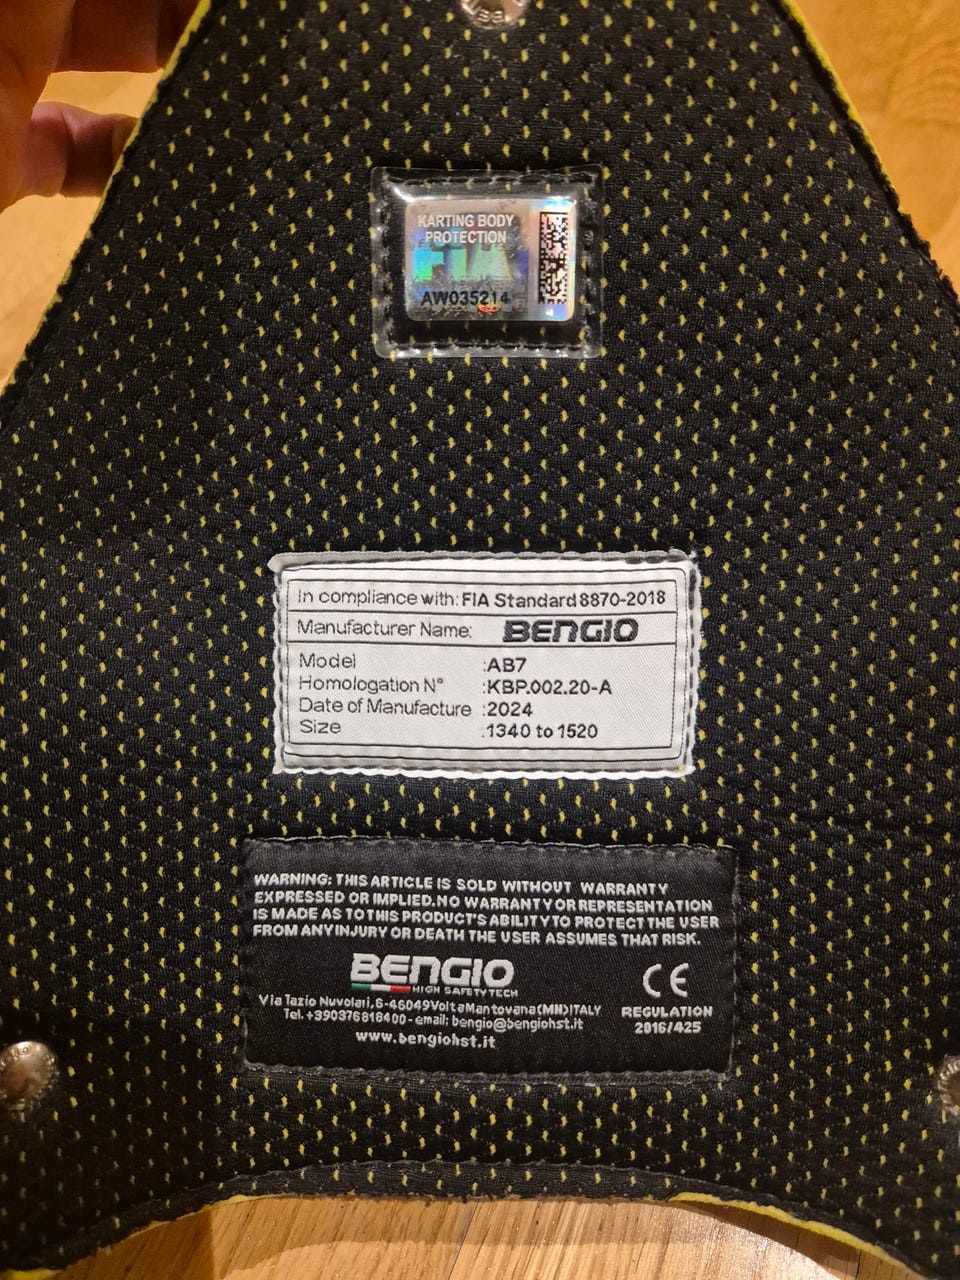 KARTING BODY
PROTECTION
FIA
AW035214
In compliance with: FIA Standard 8870-2018
Manufacturer Name: BENGIO
Model :AB7
Homologation N° :KBP.002.20-A
Date of Manufacture :2024
Size :1340 to 1520
WARNING: THIS ARTICLE IS SOLD WITHOUT WARRANTY
EXPRESSED OR IMPLIED.NO WARRANTY OR REPRESENTATION
IS MADE AS TO THIS PRODUCT'S ABILITY TO PROTECT THE USER
FROM ANY INJURY OR DEATH THE USER ASSUMES THAT RISK.
BENGIO
HIGH SAFETY TECH
Via Tazio Nuvolari,6-46049VoltaMantovana(MN)ITALY
Tel.+390376816400-email: bengio@bengiohst.it
www.bengiohst.it
CE
REGULATION
2016/425